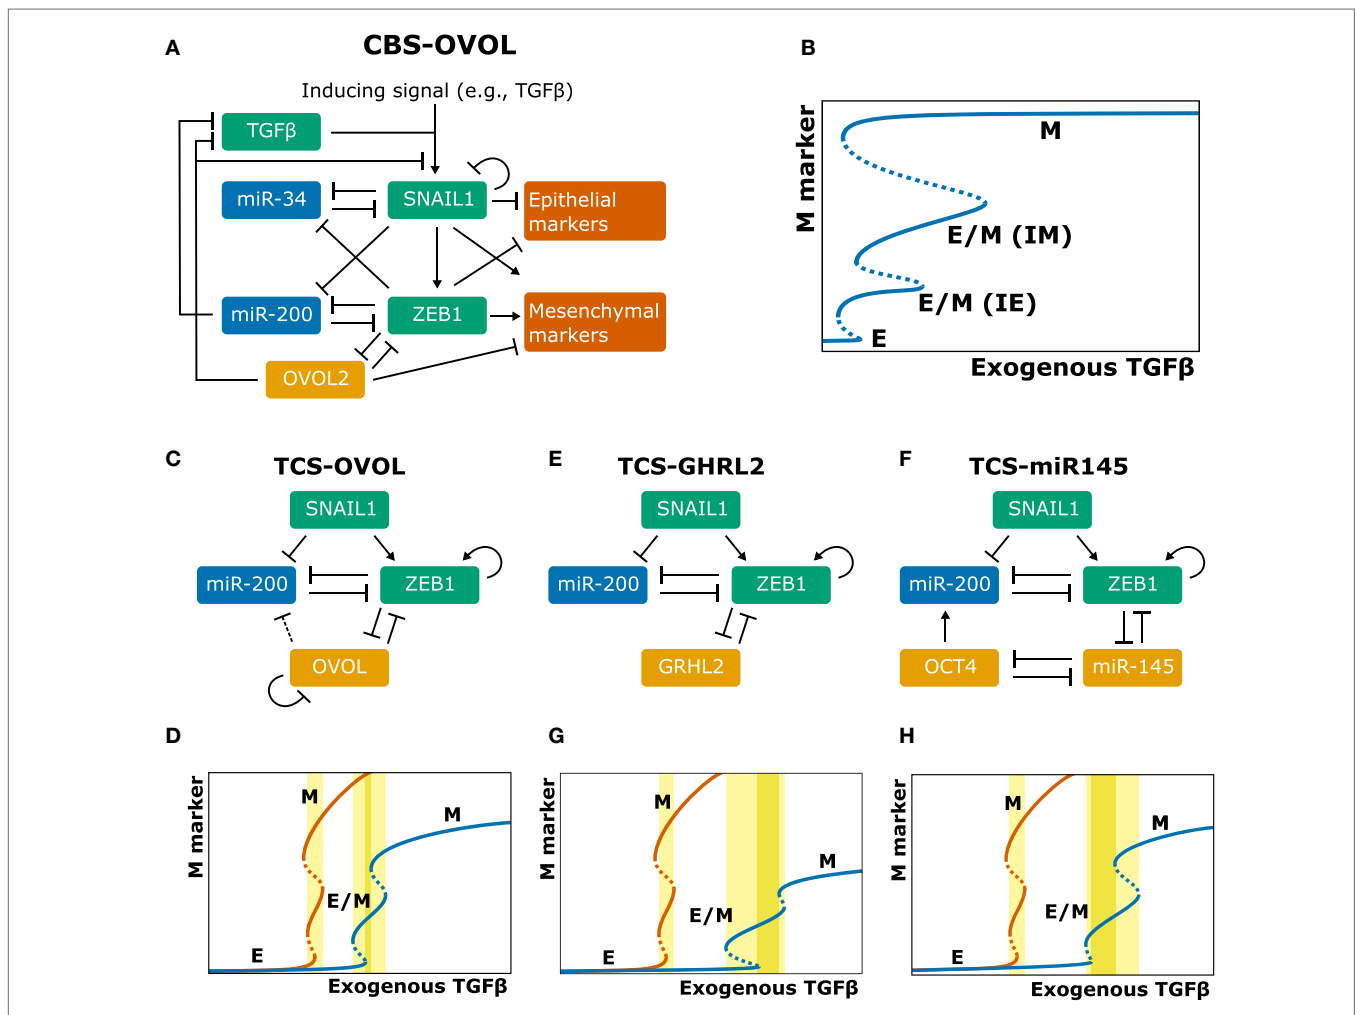 A
CBS-OVOL
Inducing signal (e.g., TGFβ)
TGFβ
miR-34
SNAIL1
Epithelial
markers
miR-200
ZEB1
Mesenchymal
markers
OVOL2
B
M marker
M
E/M (IM)
E/M (IE)
E
Exogenous TGFβ
C
TCS-OVOL
SNAIL1
miR-200
ZEB1
OVOL
E
TCS-GHRL2
SNAIL1
miR-200
ZEB1
GRHL2
F
TCS-miR145
SNAIL1
miR-200
ZEB1
OCT4
miR-145
D
M marker
M
M
E/M
E
Exogenous TGFβ
G
M marker
M
M
E/M
E
Exogenous TGFβ
H
M marker
M
M
E/M
E
Exogenous TGFβ